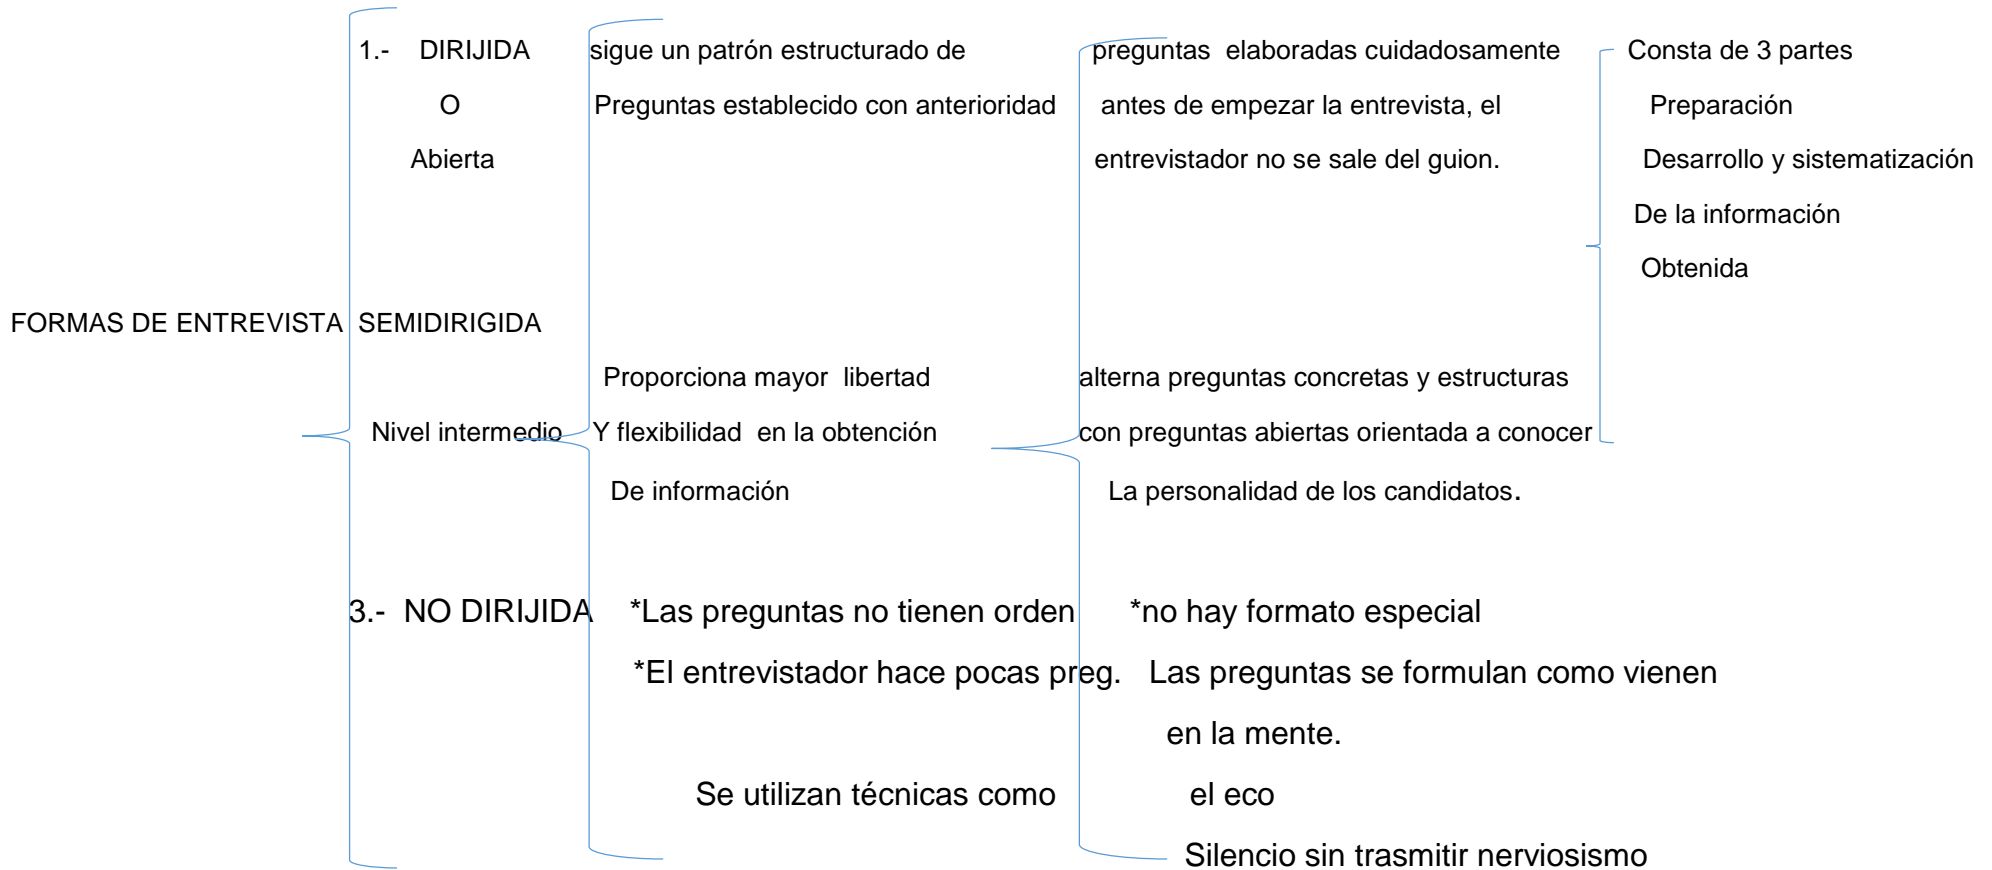 1.- DIRIJIDA sigue un patrón estructurado de preguntas elaboradas cuidadosamente Consta de 3 partes
O Preguntas establecido con anterioridad antes de empezar la entrevista, el Preparación
Abierta entrevistador no se sale del guion. Desarrollo y sistematización
De la información
Obtenida
FORMAS DE ENTREVISTA SEMIDIRIGIDA
Proporciona mayor libertad alterna preguntas concretas y estructuras
Nivel intermedio Y flexibilidad en la obtención con preguntas abiertas orientada a conocer
De información La personalidad de los candidatos.
3.- NO DIRIJIDA *Las preguntas no tienen orden *no hay formato especial
*El entrevistador hace pocas preg. Las preguntas se formulan como vienen
en la mente.
Se utilizan técnicas como el eco
Silencio sin trasmitir nerviosismo